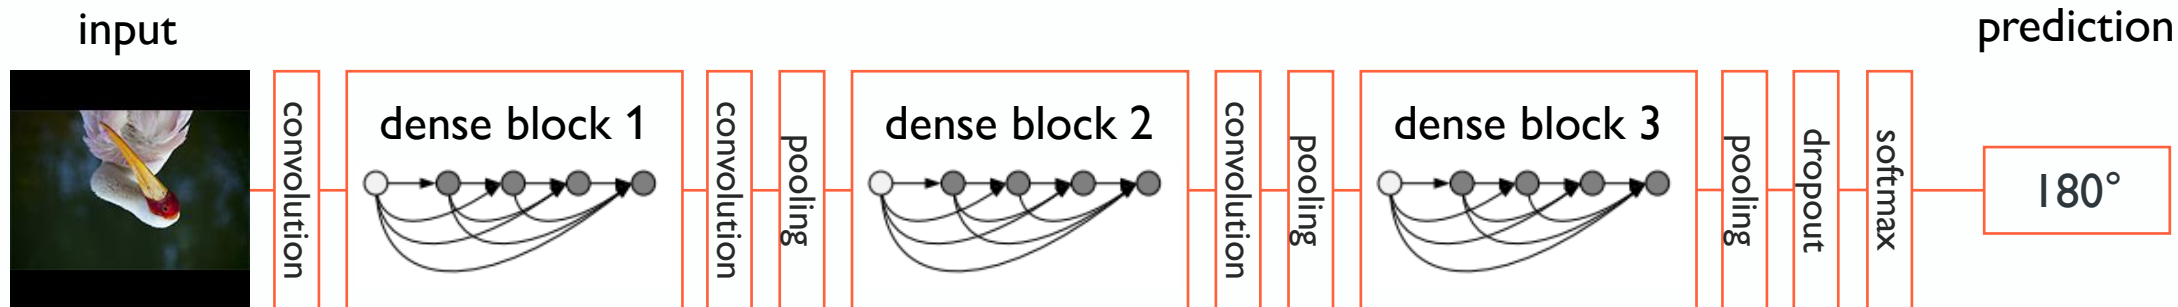 input
prediction
convolution
dense block 1
convolution
pooling
dense block 2
convolution
pooling
dense block 3
pooling
dropout
softmax
180°